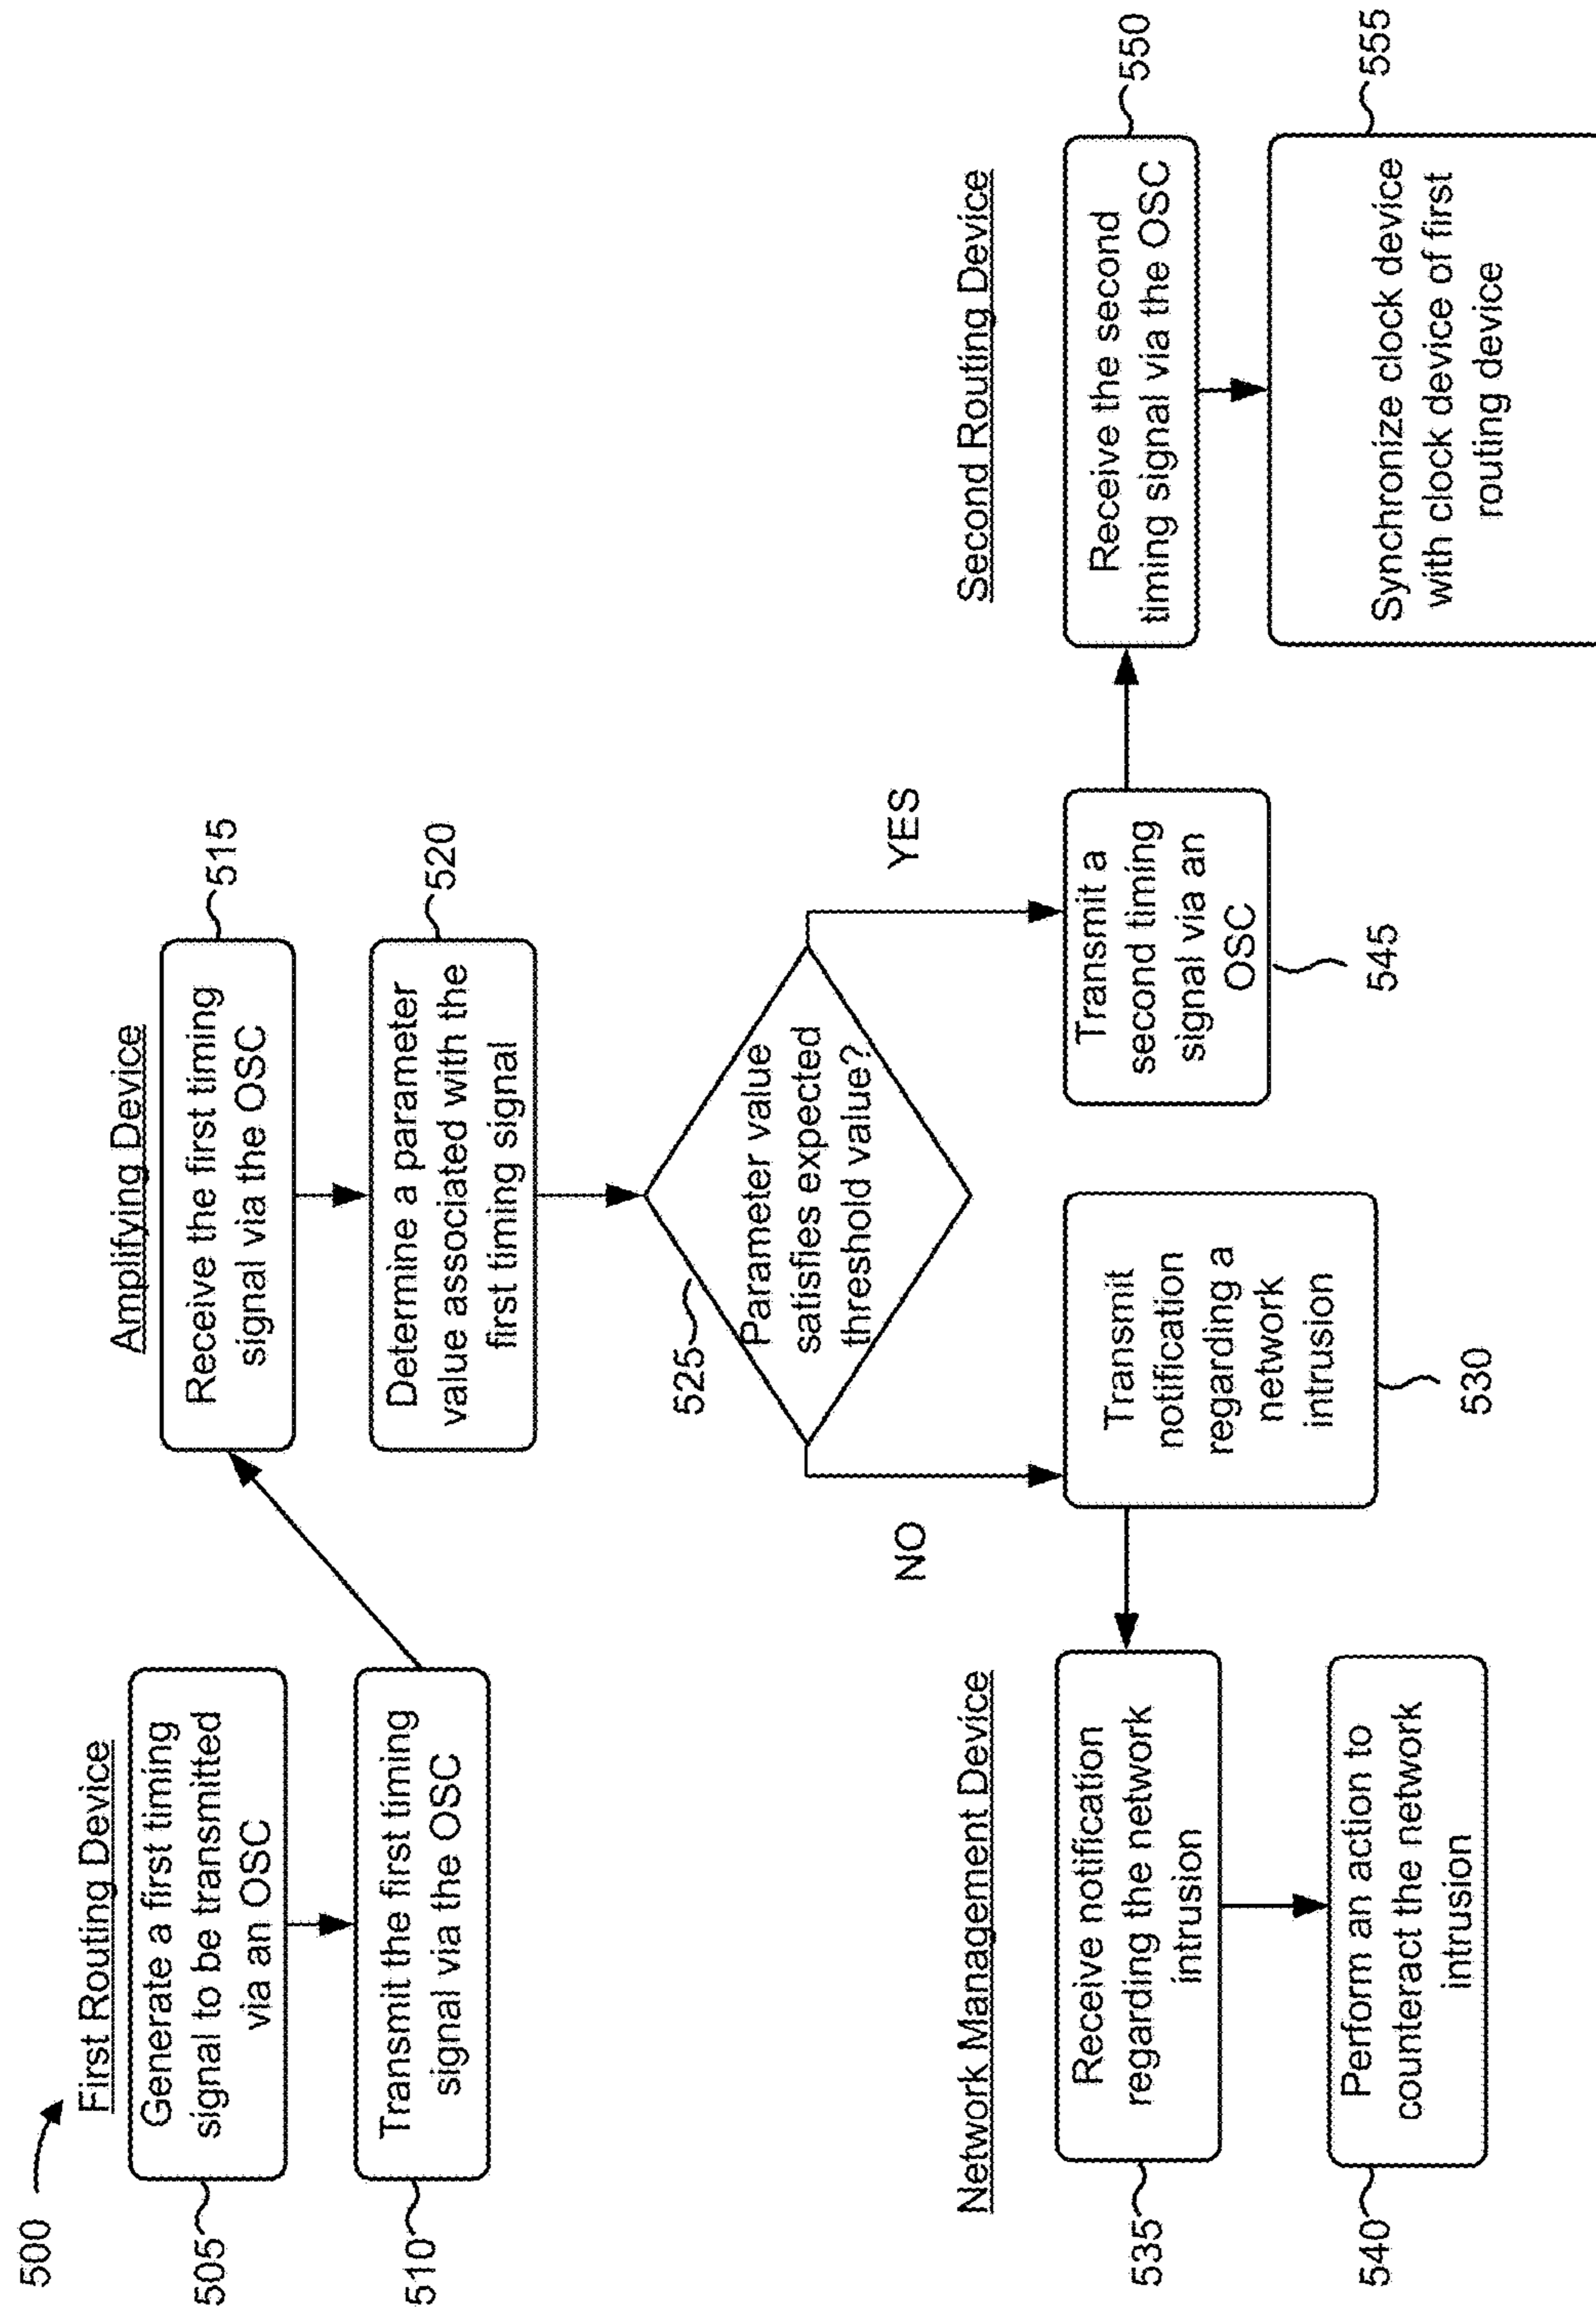 500
First Routing Device
505
Generate a first timing
signal to be transmitted
via an OSC
510
Transmit the first timing
signal via the OSC
Amplifying Device
Receive the first timing
signal via the OSC
515
Determine a parameter
value associated with the
first timing signal
520
525
Parameter value
satisfies expected
threshold value?
NO
YES
Transmit
notification
regarding a
network
intrusion
530
Transmit a
second timing
signal via an
OSC
545
Network Management Device
535
Receive notification
regarding the network
intrusion
540
Perform an action to
counteract the network
intrusion
Second Routing Device
Receive the second
timing signal via the OSC
550
Synchronize clock device
with clock device of first
routing device
555